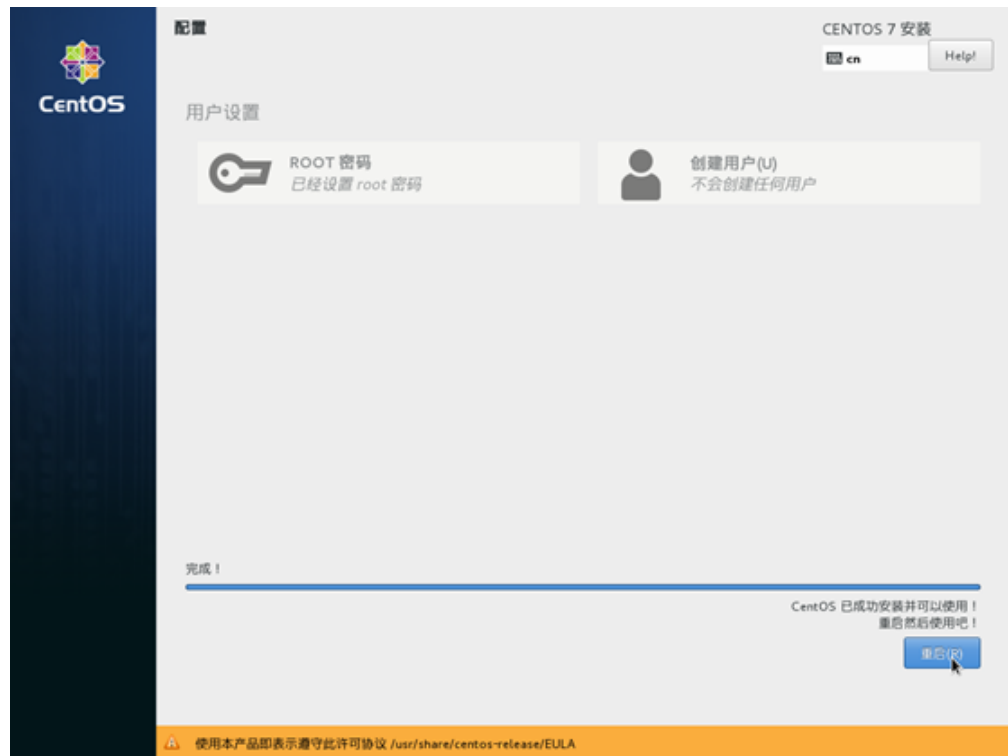 配置
CENTOS 7 安装
cn
Help!
CentOS
用户设置
ROOT 密码
已经设置 root 密码
创建用户(U)
不会创建任何用户
完成！
CentOS 已成功安装并可以使用！
重启然后使用吧！
重启(R)
使用本产品即表示遵守此许可协议 /usr/share/centos-release/EULA